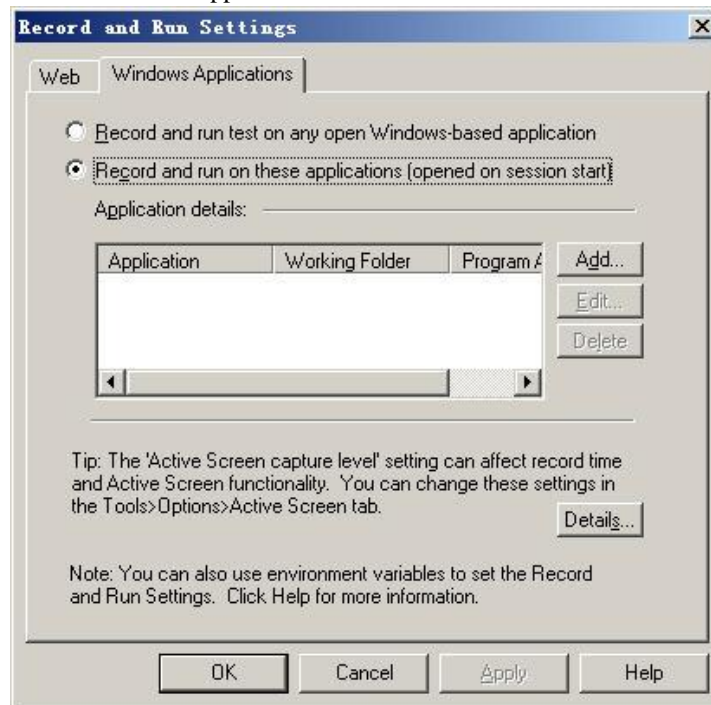 Record and Run Settings
Web
Windows Applications
Record and run test on any open Windows-based application
Record and run on these applications (opened on session start)
Application details:
Application Working Folder Program A
Add...
Edit...
Delete
Tip: The 'Active Screen capture level' setting can affect record time
and Active Screen functionality. You can change these settings in
the Tools>Options>Active Screen tab.
Details...
Note: You can also use environment variables to set the Record
and Run Settings. Click Help for more information.
OK Cancel Apply Help